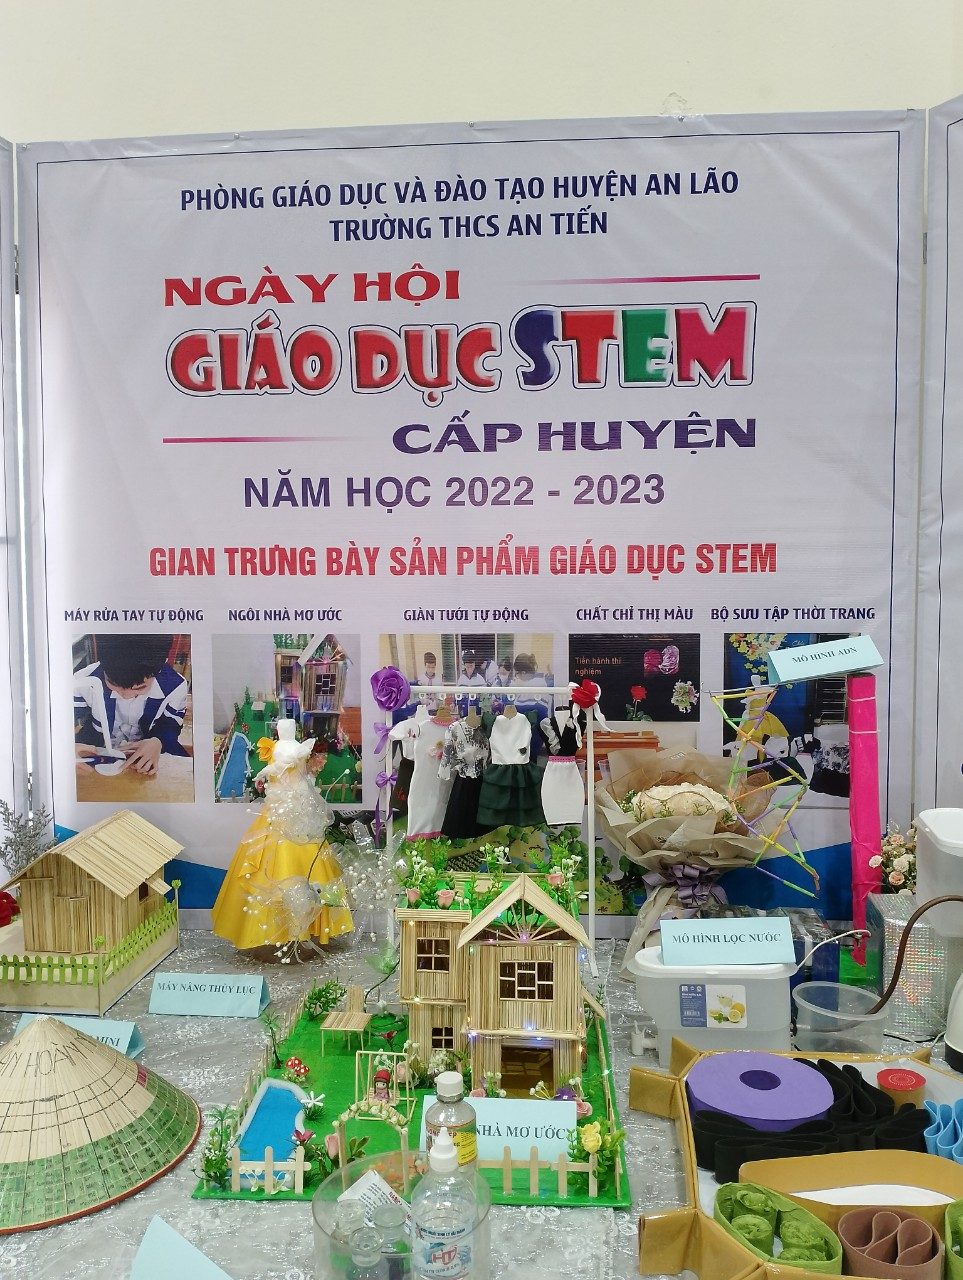 PHÒNG GIÁO DỤC VÀ ĐÀO TẠO HUYỆN AN LÃO
TRƯỜNG THCS AN TIẾN
NGÀY HỘI
GIÁO DỤC STEM
CẤP HUYỆN
NĂM HỌC 2022 - 2023
GIAN TRƯNG BÀY SẢN PHẨM GIÁO DỤC STEM
MÁY RỬA TAY TỰ ĐỘNG
NGÔI NHÀ MƠ ƯỚC
GIÀN TƯỚI TỰ ĐỘNG
CHẤT CHỈ THỊ MÀU
BỘ SƯU TẬP THỜI TRANG
Tiến hành thí
nghiệm
MÔ HÌNH ADN
MÔ HÌNH LỌC NƯỚC
MÁY NÂNG THỦY LỰC
MINI
NHÀ MƠ ƯỚC